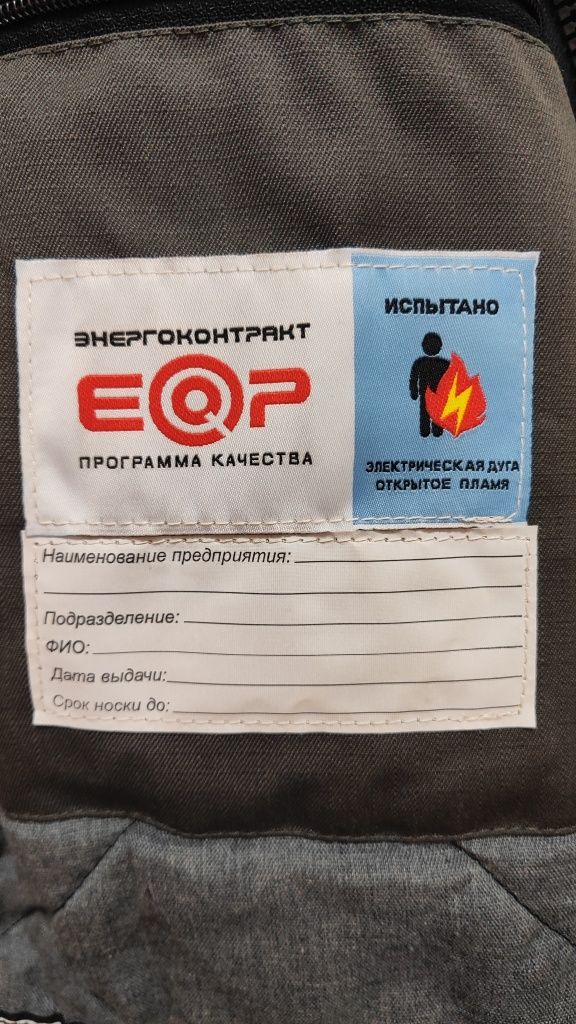 ЭНЕРГОКОНТРАКТ
EQP
ПРОГРАММА КАЧЕСТВА
ИСПЫТАНО
ЭЛЕКТРИЧЕСКАЯ ДУГА
ОТКРЫТОЕ ПЛАМЯ
Наименование предприятия:
Подразделение:
ФИО:
Дата выдачи:
Срок носки до: